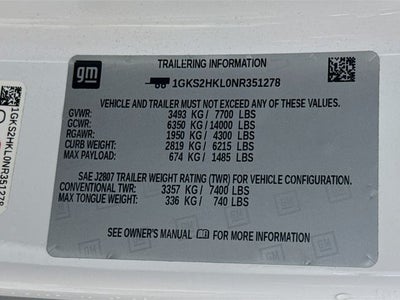 gm
TRAILERING INFORMATION
1GKS2HKL0NR351278
VEHICLE AND TRAILER MUST NOT EXCEED ANY OF THESE VALUES.
GVWR: 3493 KG / 7700 LBS
GCWR: 6350 KG / 14000 LBS
RGAWR: 1950 KG / 4300 LBS
CURB WEIGHT: 2819 KG / 6215 LBS
MAX PAYLOAD: 674 KG / 1485 LBS
SAE J2807 TRAILER WEIGHT RATING (TWR) FOR VEHICLE CONFIGURATION.
CONVENTIONAL TWR: 3357 KG / 7400 LBS
MAX TONGUE WEIGHT: 336 KG / 740 LBS
SEE OWNER'S MANUAL FOR MORE INFORMATION
1GKS2HKL0NR351278